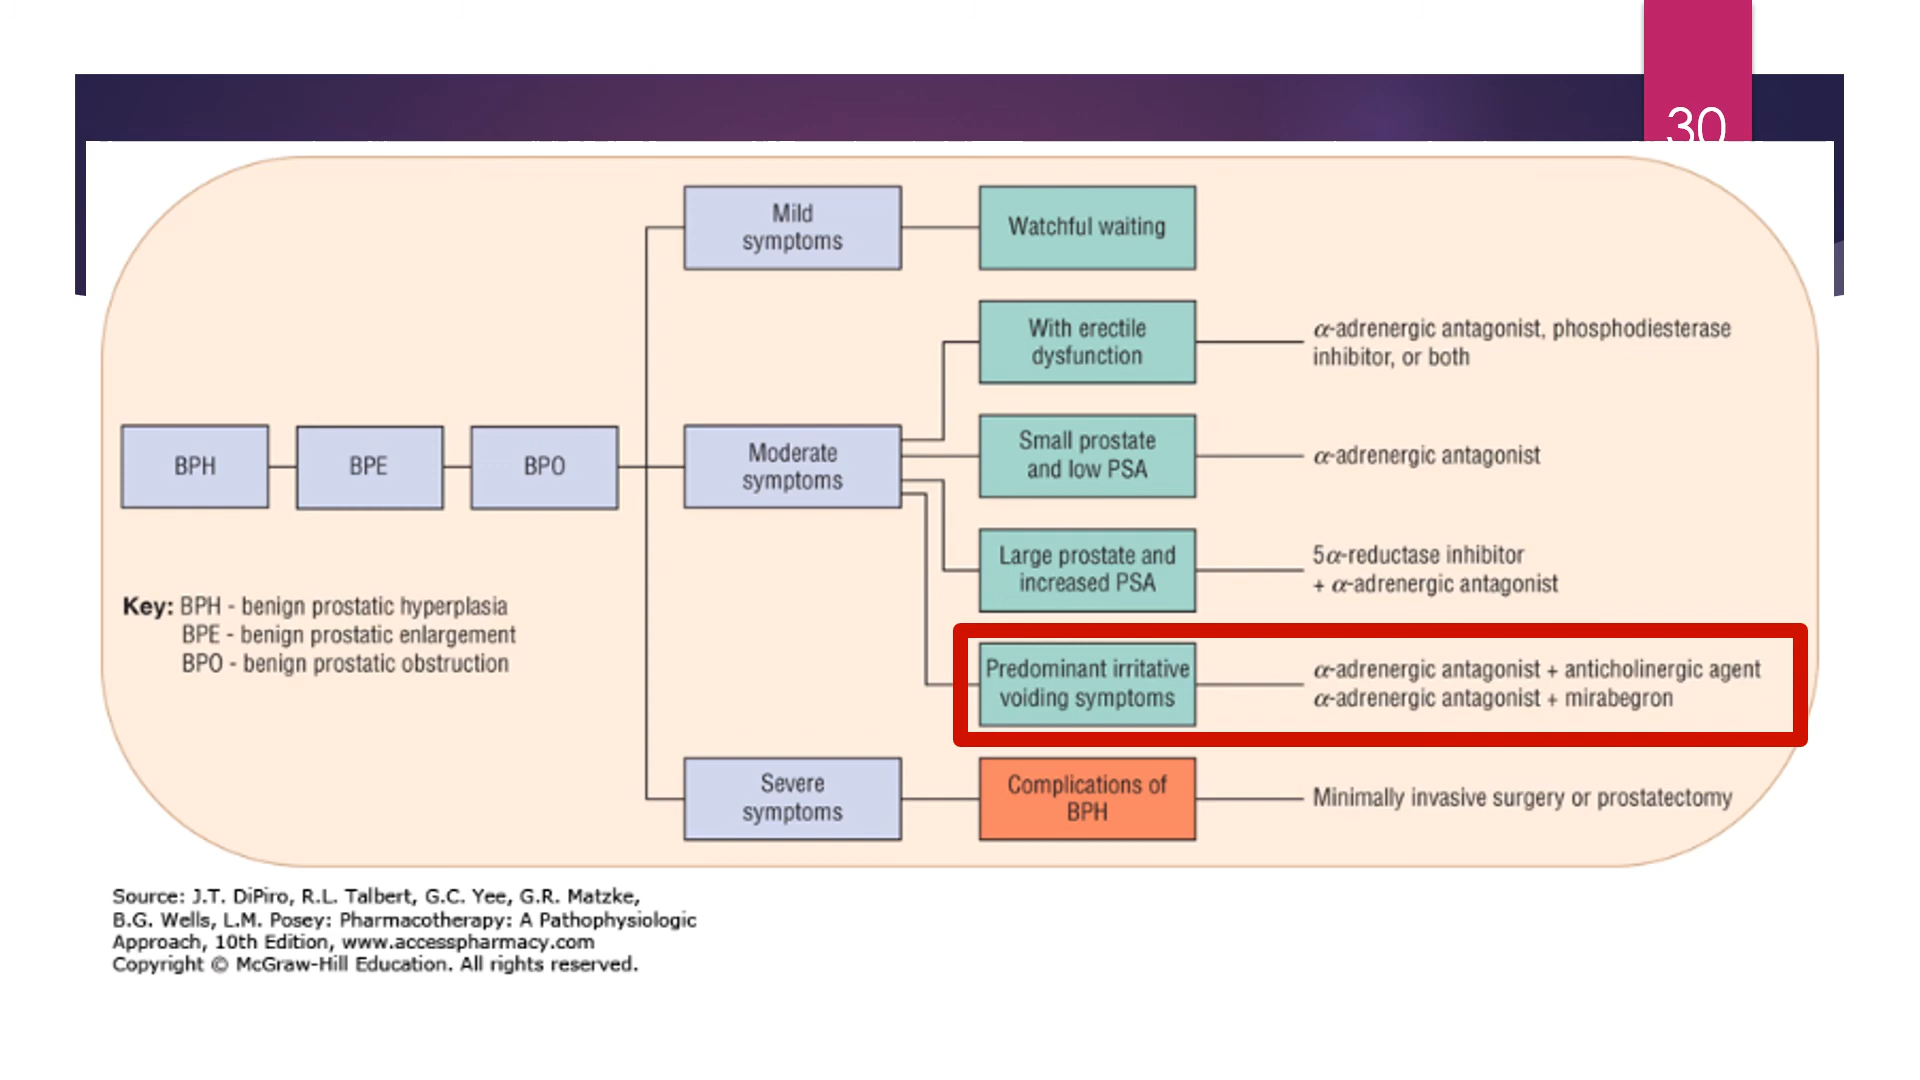 30
Mild
symptoms
Watchful waiting
With erectile
dysfunction
α-adrenergic antagonist, phosphodiesterase
inhibitor, or both
BPH
BPE
BPO
Moderate
symptoms
Small prostate
and low PSA
α-adrenergic antagonist
Large prostate and
increased PSA
5α-reductase inhibitor
+ α-adrenergic antagonist
Key: BPH - benign prostatic hyperplasia
BPE - benign prostatic enlargement
BPO - benign prostatic obstruction
Predominant irritative
voiding symptoms
α-adrenergic antagonist + anticholinergic agent
α-adrenergic antagonist + mirabegron
Severe
symptoms
Complications of
BPH
Minimally invasive surgery or prostatectomy
Source: J.T. DiPiro, R.L. Talbert, G.C. Yee, G.R. Matzke,
B.G. Wells, L.M. Posey: Pharmacotherapy: A Pathophysiologic
Approach, 10th Edition, www.accesspharmacy.com
Copyright © McGraw-Hill Education. All rights reserved.